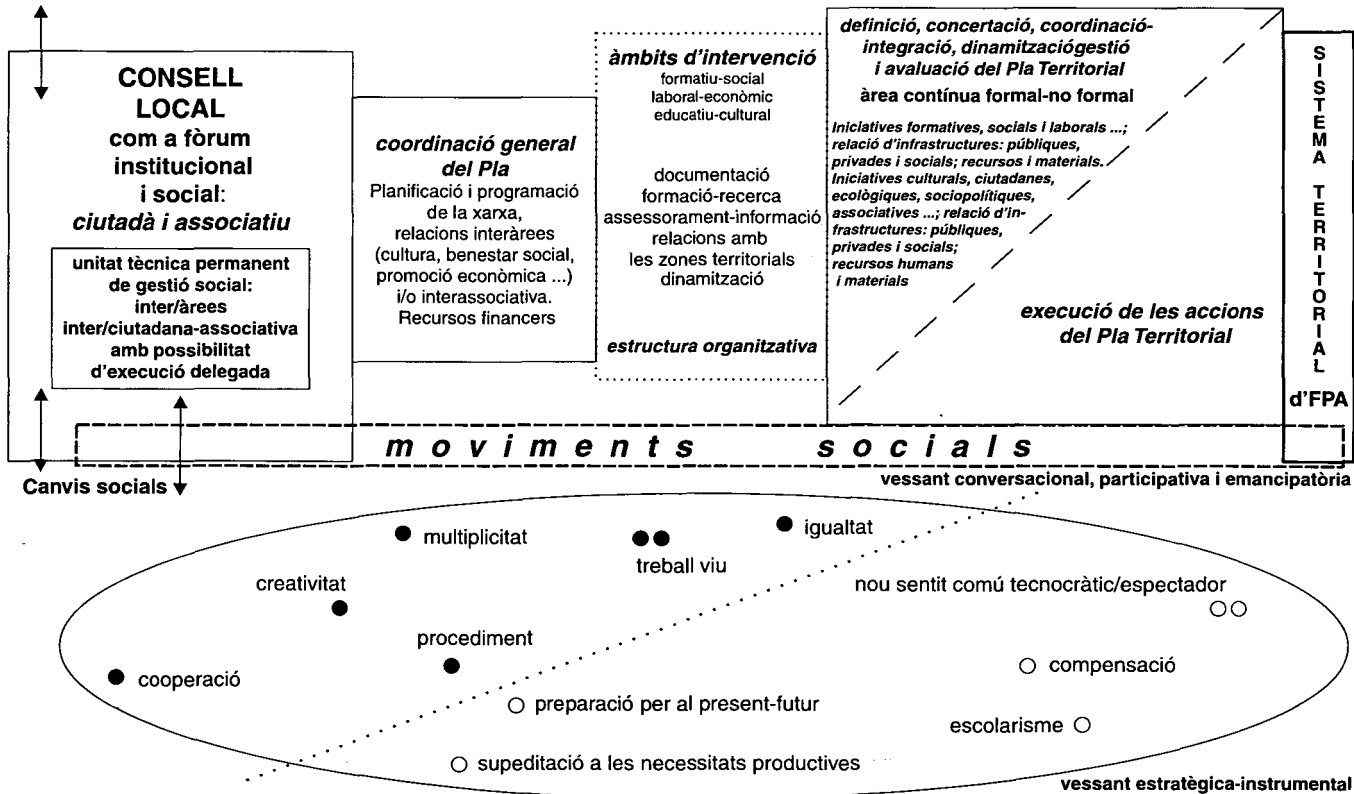 CONSELL
LOCAL
com a fòrum
institucional
i social:
ciutadà i associatiu
unitat tècnica permanent
de gestió social:
inter/àrees
inter/ciutadana-associativa
amb possibilitat
d'execució delegada
coordinació general
del Pla
Planificació i programació
de la xarxa,
relacions interàrees
(cultura, benestar social,
promoció econòmica ...)
i/o interassociativa.
Recursos financers
àmbits d'intervenció
formatiu-social
laboral-econòmic
educatiu-cultural
documentació
formació-recerca
assessorament-informació
relacions amb
les zones territorials
dinamització
estructura organitzativa
definició, concertació, coordinació-
integració, dinamitzaciógestió
i avaluació del Pla Territorial
àrea contínua formal-no formal
Iniciatives formatives, socials i laborals ...;
relació d'infrastructures: públiques,
privades i socials; recursos i materials.
Iniciatives culturals, ciutadanes,
ecològiques, sociopolítiques,
associatives ...; relació d'in-
frastructures: públiques,
privades i socials;
recursos humans
i materials
execució de les accions
del Pla Territorial
SISTEMA TERRITORIAL
d'FPA
moviments socials
Canvis socials
vessant conversacional, participativa i emancipatòria
multiplicitat
igualtat
treball viu
creativitat
nou sentit comú tecnocràtic/espectador
procediment
cooperació
compensació
preparació per al present-futur
escolarisme
supeditació a les necessitats productives
vessant estratègica-instrumental